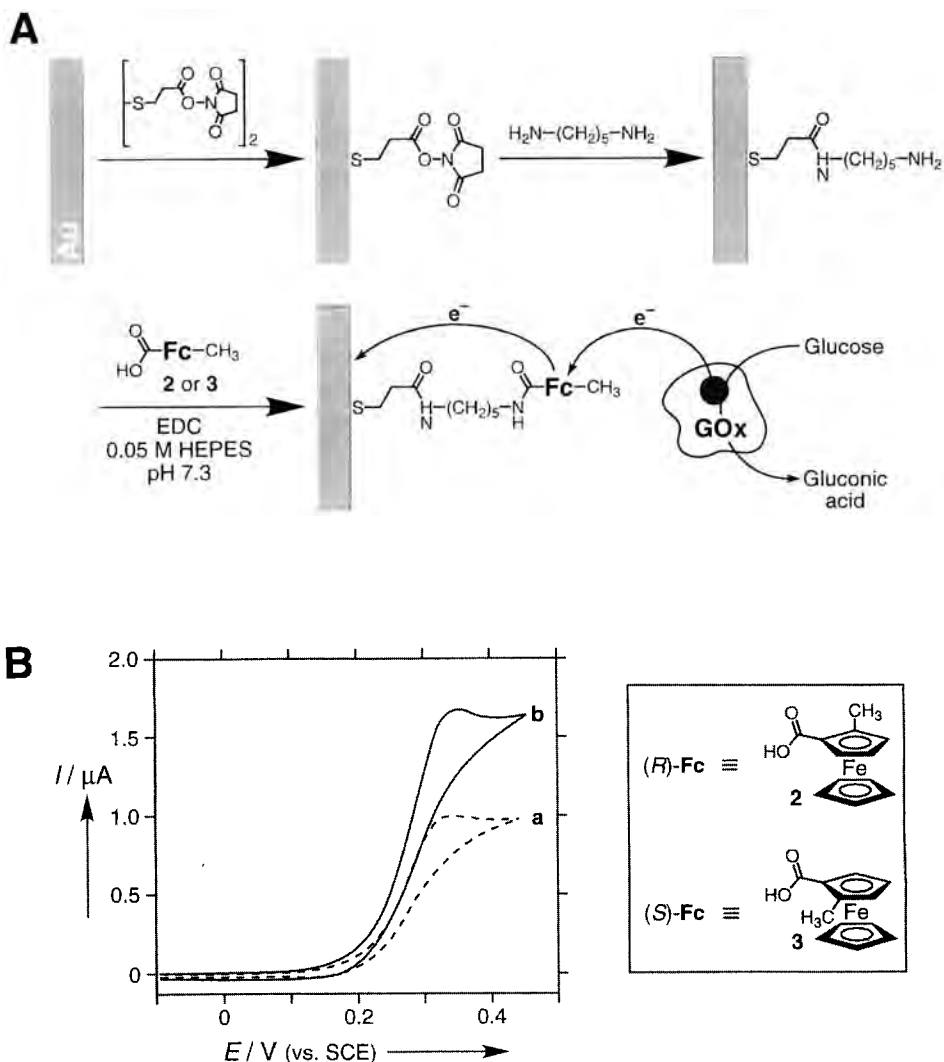 A
Au
S
O
O
N
O
O
2
S
O
O
N
O
O
H₂N—(CH₂)₅—NH₂
S
O
H
N
(CH₂)₅—NH₂
O
HO
Fc—CH₃
2 or 3
EDC
0.05 M HEPES
pH 7.3
e⁻
e⁻
S
O
H
N
(CH₂)₅
N
H
O
Fc—CH₃
GOx
Glucose
Gluconic
acid
B
2.0
1.5
1.0
0.5
0
I / µA
b
a
0
0.2
0.4
E / V (vs. SCE)
(R)-Fc ≡
O
HO
CH₃
Fe
2
(S)-Fc ≡
O
HO
H₃C
Fe
3